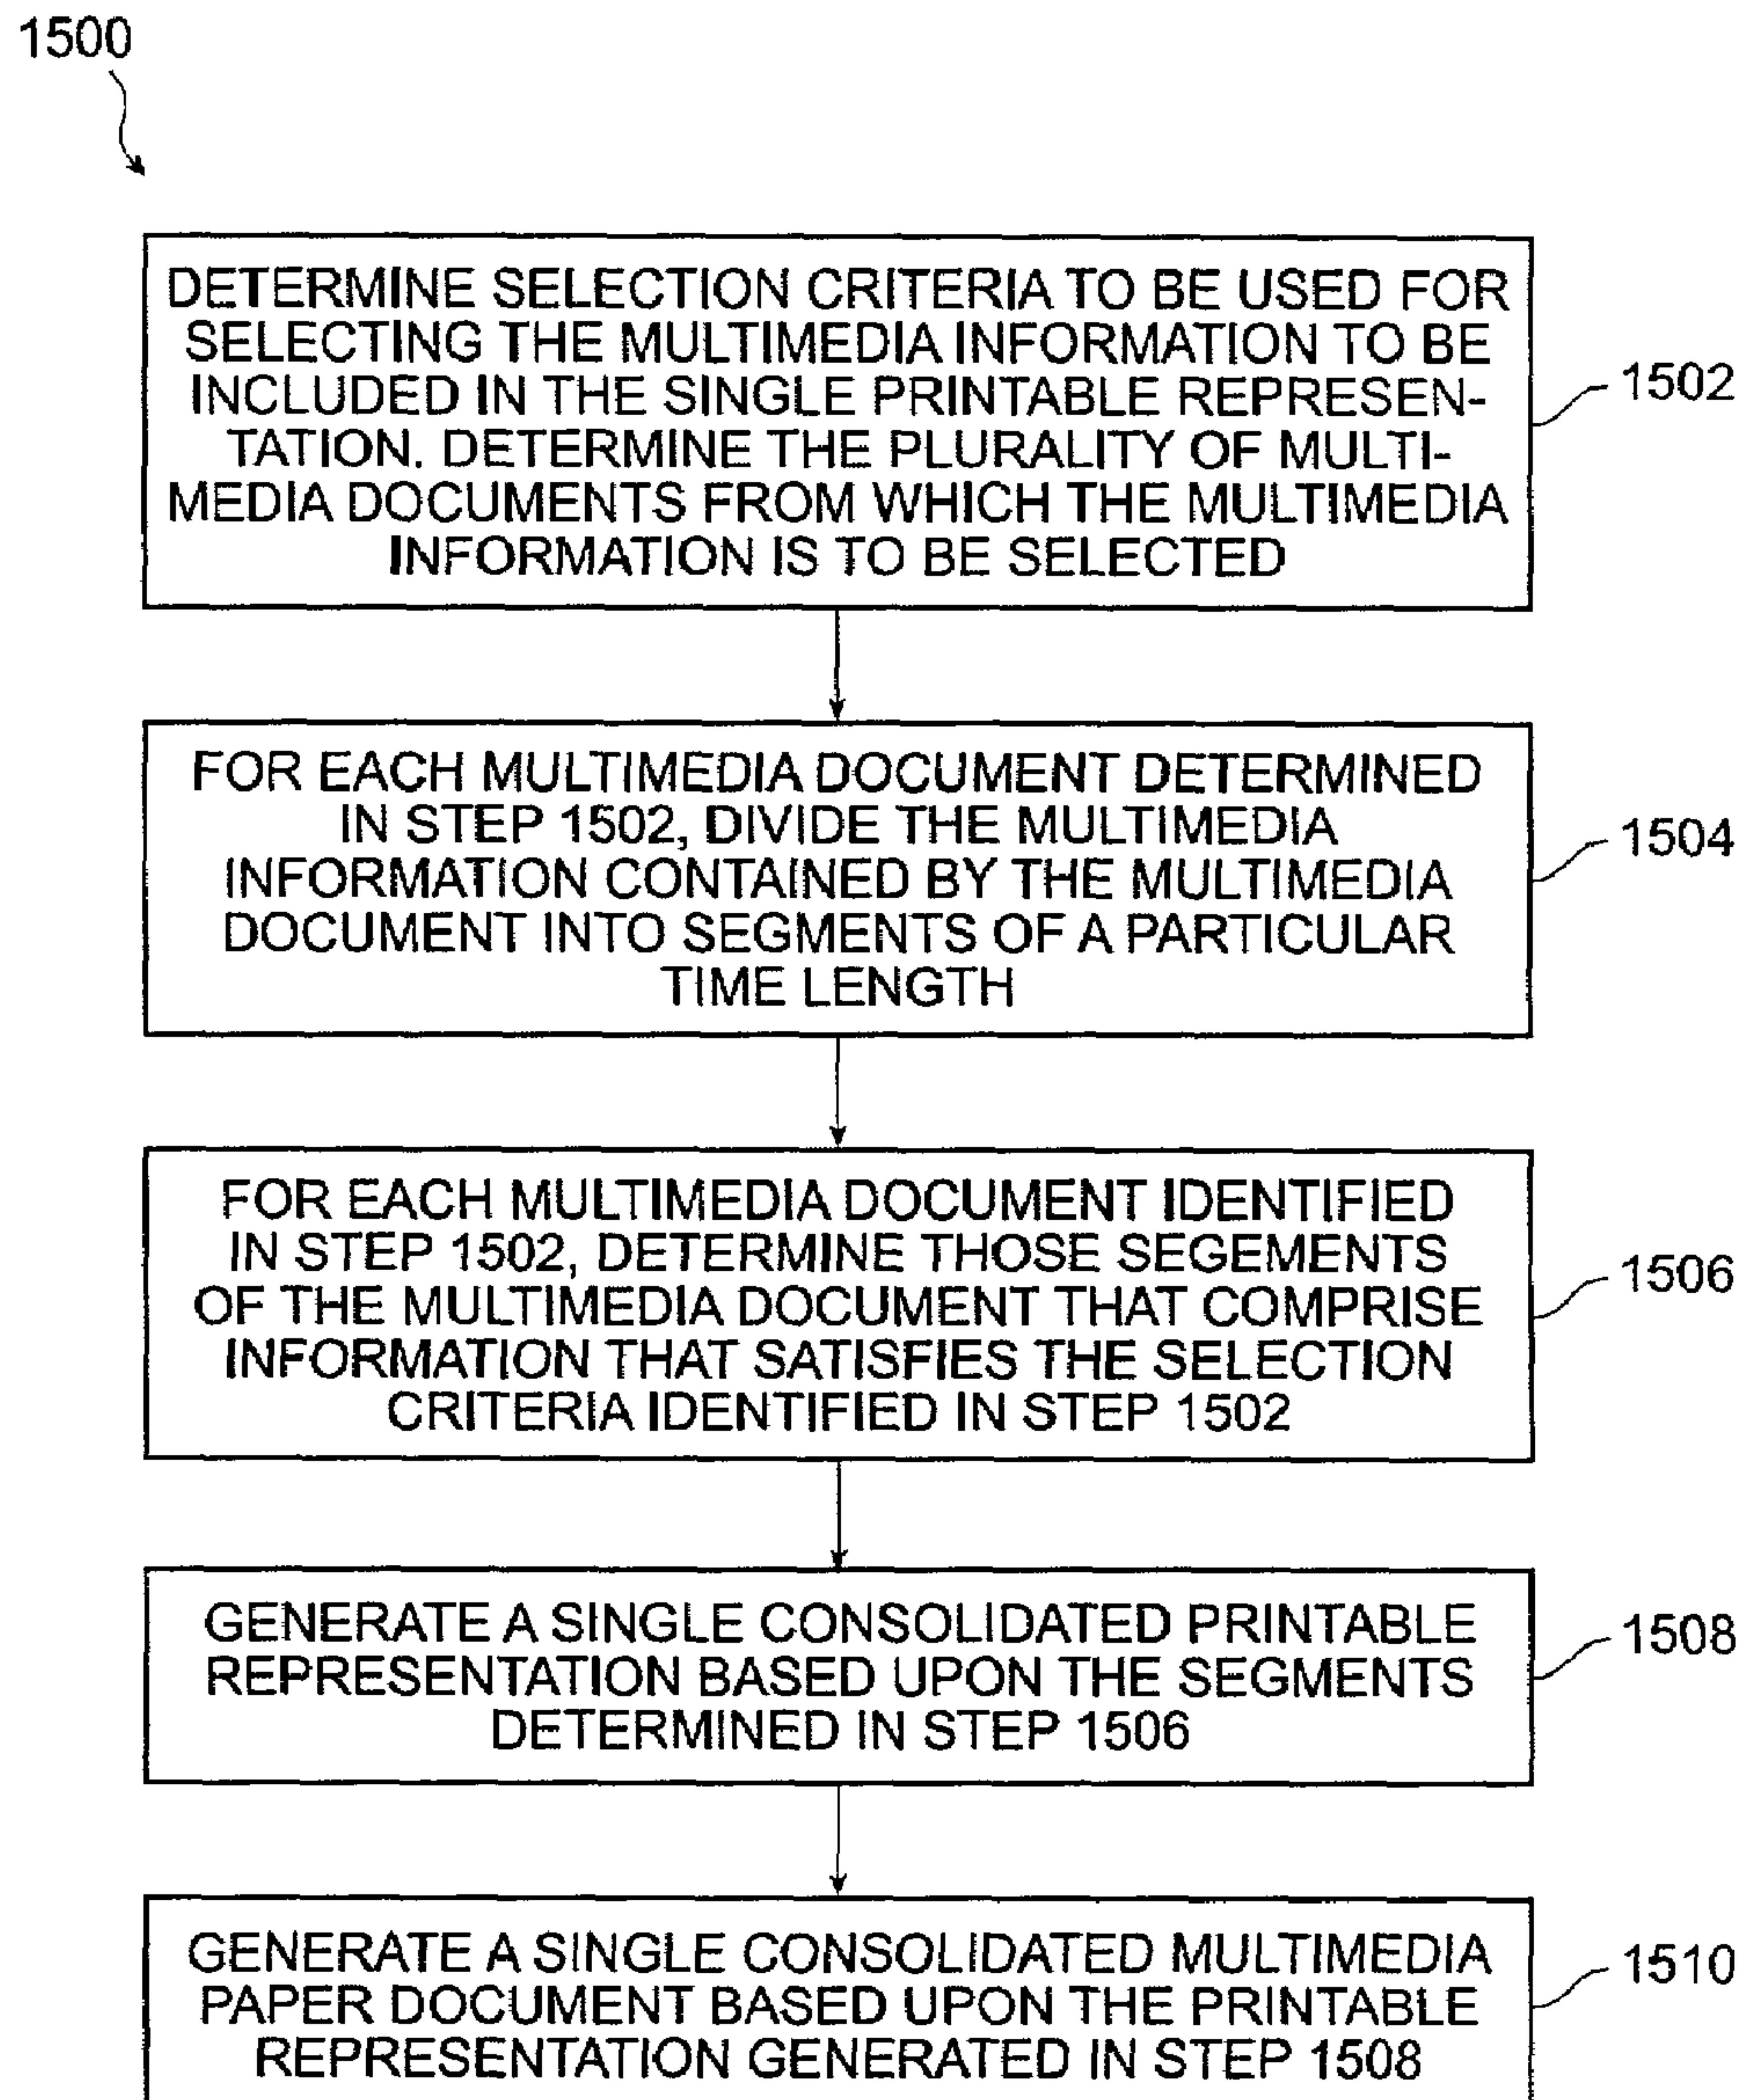 1500
DETERMINE SELECTION CRITERIA TO BE USED FOR
SELECTING THE MULTIMEDIA INFORMATION TO BE
INCLUDED IN THE SINGLE PRINTABLE REPRESEN-
TATION. DETERMINE THE PLURALITY OF MULTI-
MEDIA DOCUMENTS FROM WHICH THE MULTIMEDIA
INFORMATION IS TO BE SELECTED
1502
FOR EACH MULTIMEDIA DOCUMENT DETERMINED
IN STEP 1502, DIVIDE THE MULTIMEDIA
INFORMATION CONTAINED BY THE MULTIMEDIA
DOCUMENT INTO SEGMENTS OF A PARTICULAR
TIME LENGTH
1504
FOR EACH MULTIMEDIA DOCUMENT IDENTIFIED
IN STEP 1502, DETERMINE THOSE SEGEMENTS
OF THE MULTIMEDIA DOCUMENT THAT COMPRISE
INFORMATION THAT SATISFIES THE SELECTION
CRITERIA IDENTIFIED IN STEP 1502
1506
GENERATE A SINGLE CONSOLIDATED PRINTABLE
REPRESENTATION BASED UPON THE SEGMENTS
DETERMINED IN STEP 1506
1508
GENERATE A SINGLE CONSOLIDATED MULTIMEDIA
PAPER DOCUMENT BASED UPON THE PRINTABLE
REPRESENTATION GENERATED IN STEP 1508
1510